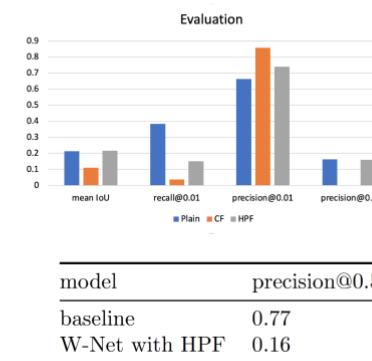 Evaluation
0.9
0.8
0.7
0.6
0.5
0.4
0.3
0.2
0.1
0
mean IoU recall@0.01 precision@0.01
Plain CF HPF
model
baseline 0.77
W-Net with HPF 0.16